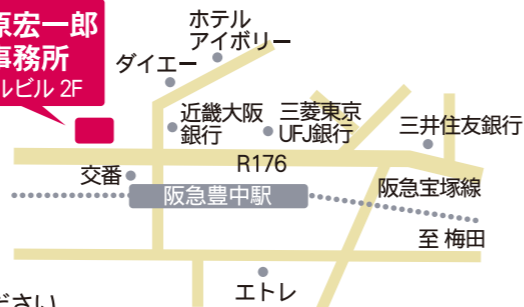 原宏一郎
事務所
ルビル 2F
ホテル
アイボリー
ダイエー
近畿大阪
銀行
三菱東京
UFJ銀行
三井住友銀行
R176
交番
阪急豊中駅
阪急宝塚線
至 梅田
エトレ
ださい